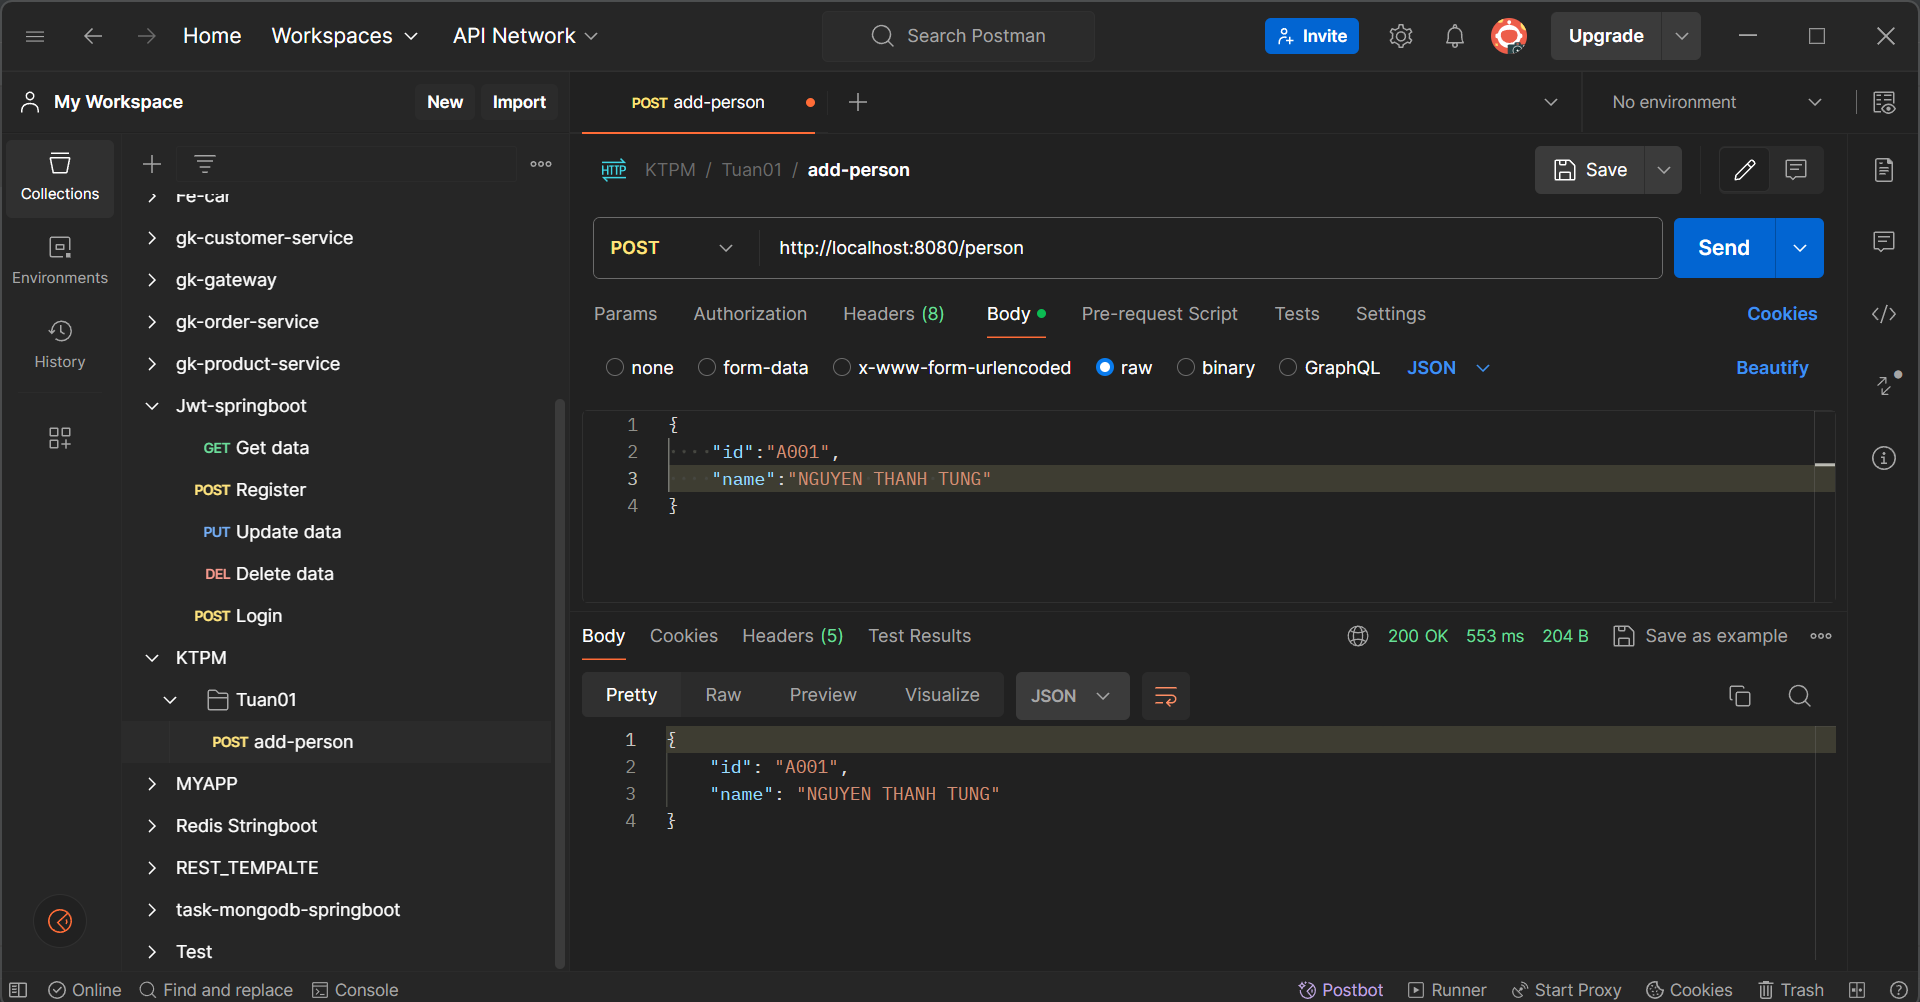 Home Workspaces API Network Search Postman Invite Upgrade
My Workspace New Import POST add-person No environment
Collections
Environments
History
Fe-car
gk-customer-service
gk-gateway
gk-order-service
gk-product-service
Jwt-springboot
GET Get data
POST Register
PUT Update data
DEL Delete data
POST Login
KTPM
Tuan01
POST add-person
MYAPP
Redis Stringboot
REST_TEMPALTE
task-mongodb-springboot
Test
HTTP KTPM / Tuan01 / add-person Save
POST http://localhost:8080/person Send
Params Authorization Headers (8) Body Pre-request Script Tests Settings Cookies
none form-data x-www-form-urlencoded raw binary GraphQL JSON Beautify
1 {
2 "id":"A001",
3 "name":"NGUYEN THANH TUNG"
4 }
Body Cookies Headers (5) Test Results 200 OK 553 ms 204 B Save as example
Pretty Raw Preview Visualize JSON
1 {
2 "id": "A001",
3 "name": "NGUYEN THANH TUNG"
4 }
Online Find and replace Console Postbot Runner Start Proxy Cookies Trash